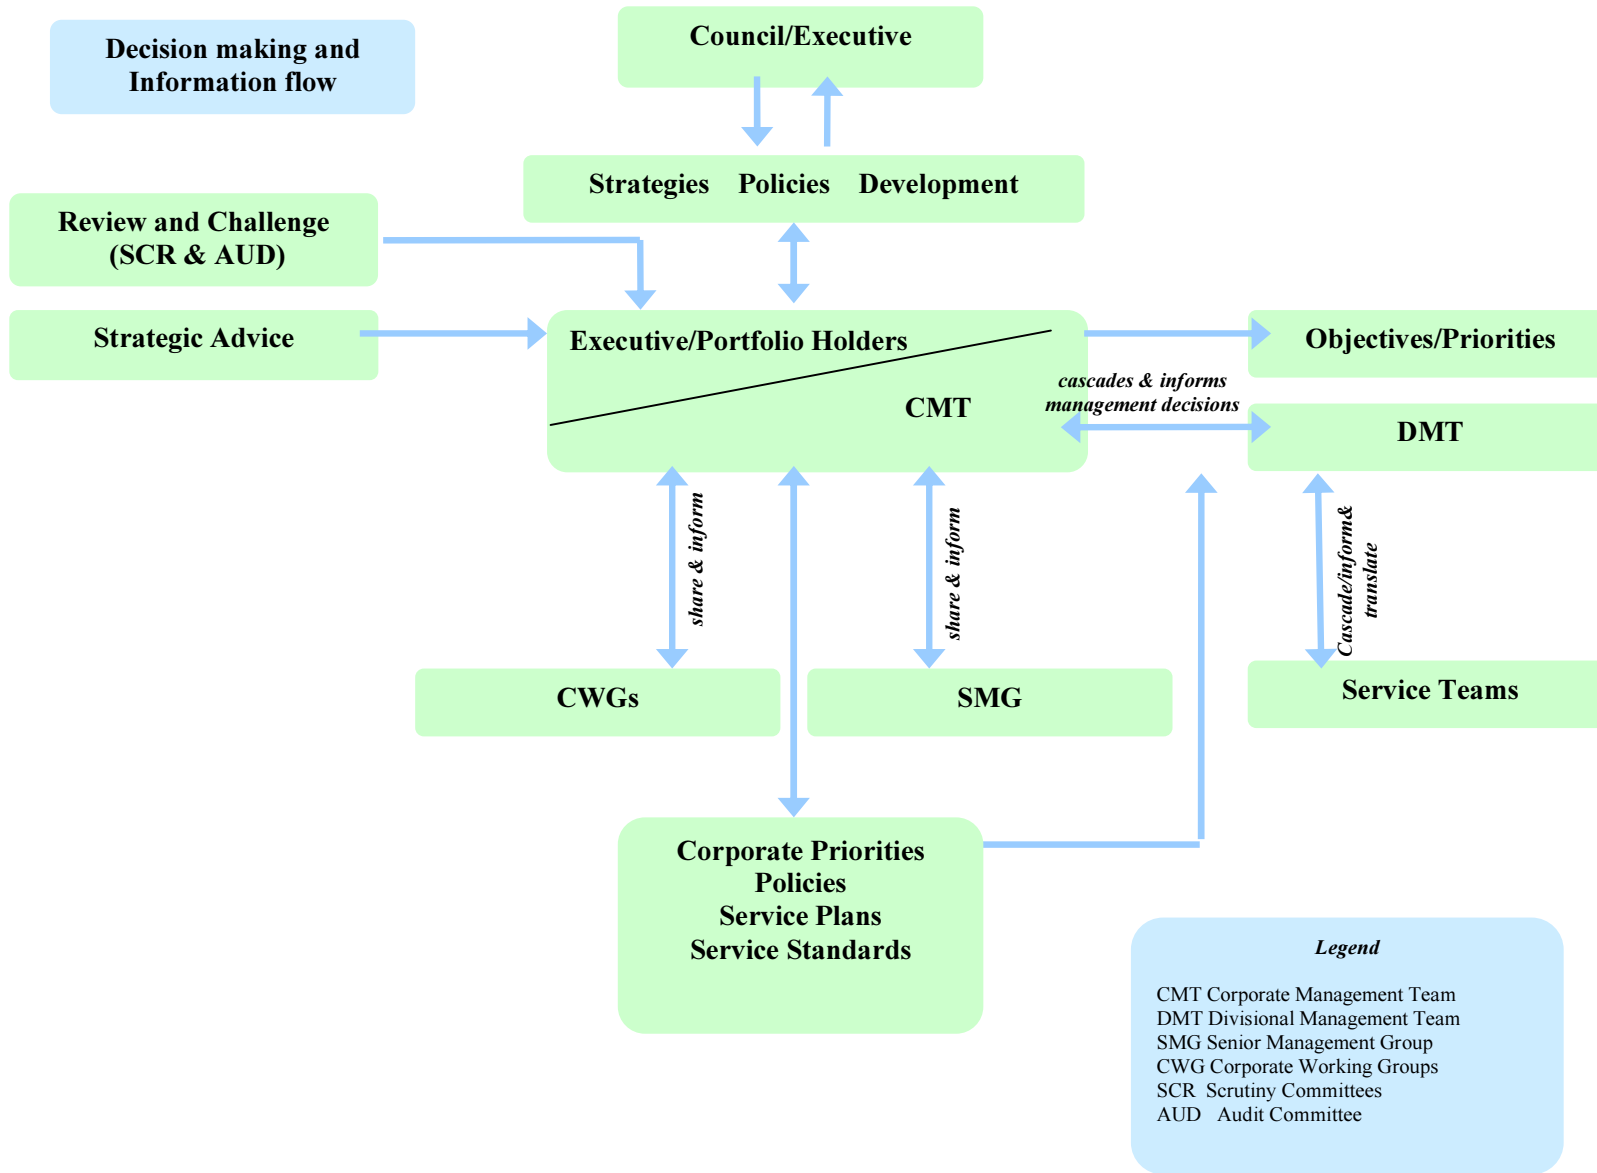 Decision making and
Information flow
Council/Executive
Strategies Policies Development
Review and Challenge
(SCR & AUD)
Strategic Advice
Executive/Portfolio Holders
CMT
Objectives/Priorities
cascades & informs
management decisions
DMT
share & inform
share & inform
Cascade/inform&
translate
CWGs
SMG
Service Teams
Corporate Priorities
Policies
Service Plans
Service Standards
Legend
CMT Corporate Management Team
DMT Divisional Management Team
SMG Senior Management Group
CWG Corporate Working Groups
SCR Scrutiny Committees
AUD Audit Committee